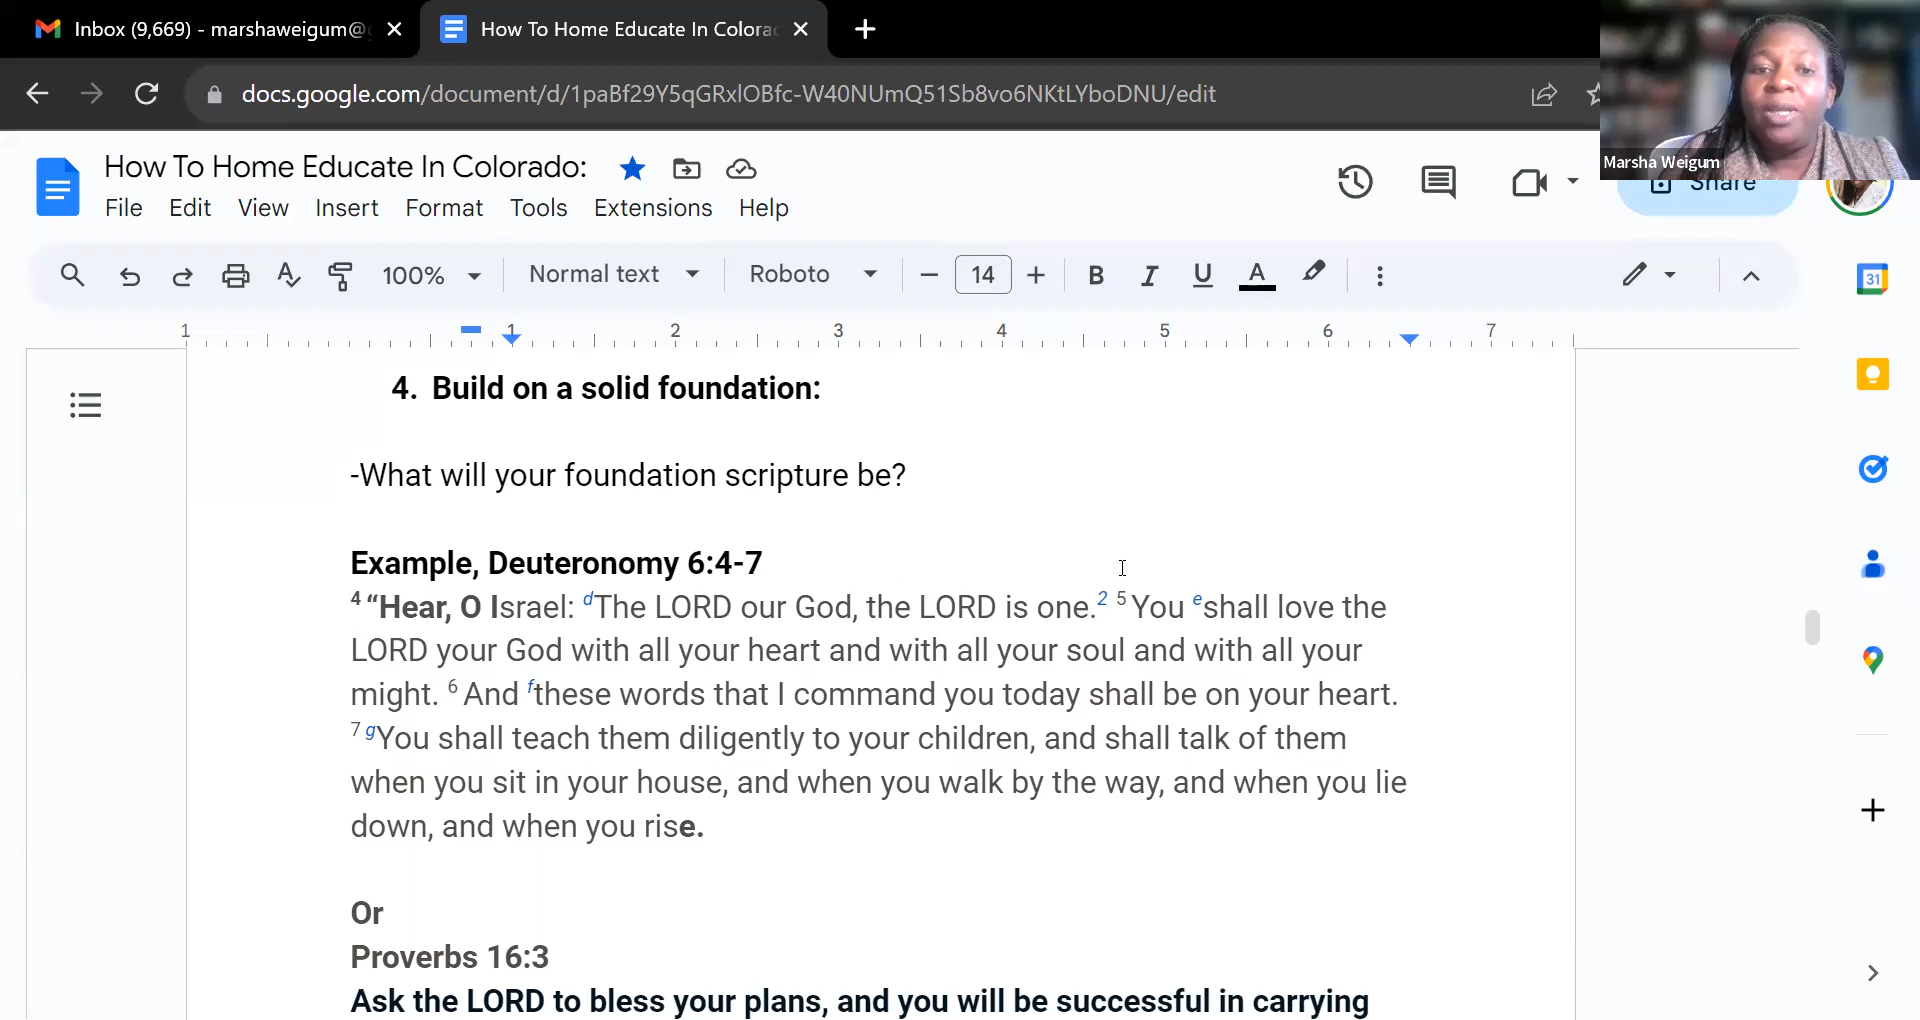 Inbox (9,669) - marshaweigum@
How To Home Educate In Colora
docs.google.com/document/d/1paBf29Y5qGRxlOBfc-W40NUmQ51Sb8vo6NKtLYboDNU/edit
Marsha Weigum
How To Home Educate In Colorado:
File Edit View Insert Format Tools Extensions Help
Share
100% Normal text Roboto 14 B I U A
31
1 1 2 3 4 5 6 7
4. Build on a solid foundation:
-What will your foundation scripture be?
Example, Deuteronomy 6:4-7
4 “Hear, O Israel: dThe LORD our God, the LORD is one.2 5 You eshall love the
LORD your God with all your heart and with all your soul and with all your
might. 6 And fthese words that I command you today shall be on your heart.
7 gYou shall teach them diligently to your children, and shall talk of them
when you sit in your house, and when you walk by the way, and when you lie
down, and when you rise.
Or
Proverbs 16:3
Ask the LORD to bless your plans, and you will be successful in carrying